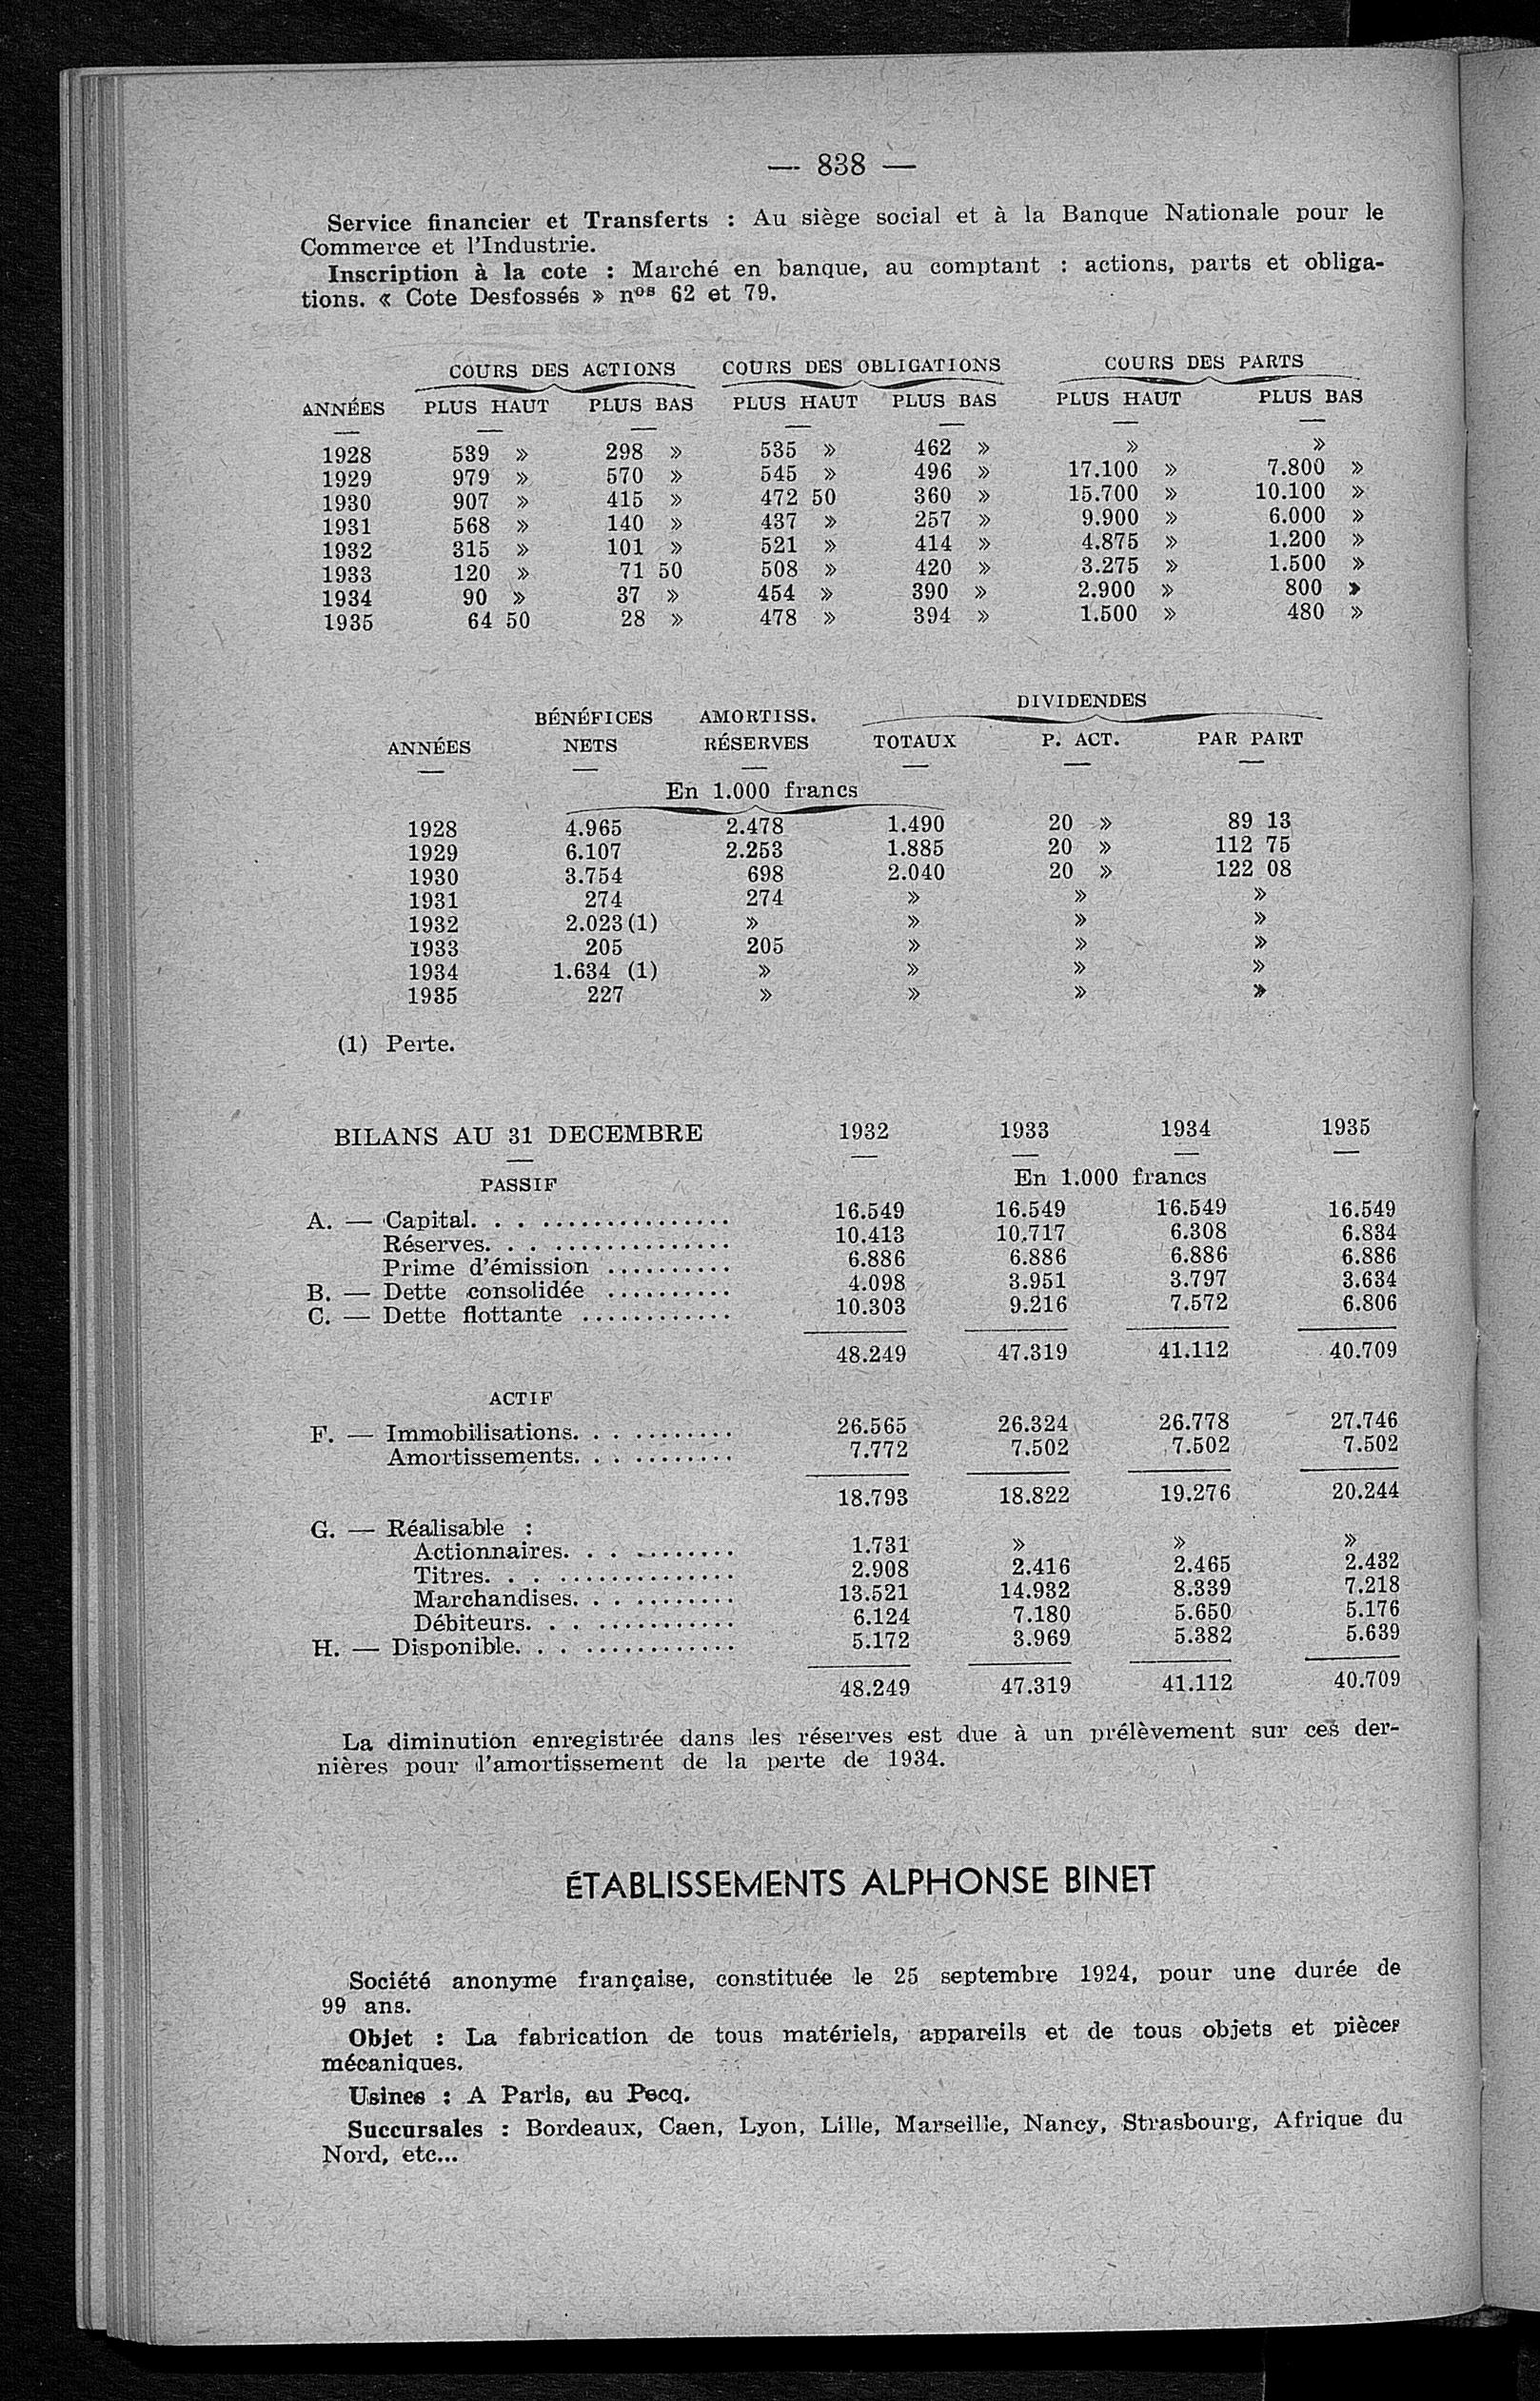 — 838 —
Service financier et Transferts : Au siège social et à la Banque Nationale pour le
Commerce et l'Industrie.
Inscription à la cote : Marché en banque, au comptant : actions, parts et obliga-
tions. « Cote Desfossés » nos 62 et 79.
COURS DES ACTIONS COURS DES OBLIGATIONS COURS DES PARTS
ANNÉES PLUS HAUT PLUS BAS PLUS HAUT PLUS BAS PLUS HAUT PLUS BAS
1928 539 » 298 » 535 » 462 » » »
1929 979 » 570 » 545 » 496 » 17.100 » 7.800 »
1930 907 » 415 » 472 50 360 » 15.700 » 10.100 »
1931 568 » 140 » 437 » 257 » 9.900 » 6.000 »
1932 315 » 101 » 521 » 414 » 4.875 » 1.200 »
1933 120 » 71 50 508 » 420 » 3.275 » 1.500 »
1934 90 » 37 » 454 » 390 » 2.900 » 800 »
1935 64 50 28 » 478 » 394 » 1.500 » 480 »
DIVIDENDES
BÉNÉFICES AMORTISS.
ANNÉES NETS RÉSERVES TOTAUX P. ACT. PAR PART
En 1.000 francs
1928 4.965 2.478 1.490 20 » 89 13
1929 6.107 2.253 1.885 20 » 112 75
1930 3.754 698 2.040 20 » 122 08
1931 274 274 » » »
1932 2.023 (1) » » » »
1933 205 205 » » »
1934 1.634 (1) » » » »
1935 227 » » » »
(1) Perte.
BILANS AU 31 DECEMBRE 1932 1933 1934 1935
PASSIF En 1.000 francs
A. — Capital. . . ................ 16.549 16.549 16.549 16.549
Réserves. . . ............... 10.413 10.717 6.308 6.834
Prime d'émission .......... 6.886 6.886 6.886 6.886
B. — Dette consolidée .......... 4.098 3.951 3.797 3.634
C. — Dette flottante ............ 10.303 9.216 7.572 6.806
48.249 47.319 41.112 40.709
ACTIF
F. — Immobilisations. . . .......... 26.565 26.324 26.778 27.746
Amortissements. . . .......... 7.772 7.502 7.502 7.502
18.793 18.822 19.276 20.244
G. — Réalisable :
Actionnaires. . . ......... 1.731 » » »
Titres. . . ............... 2.908 2.416 2.465 2.432
Marchandises. . . .......... 13.521 14.932 8.339 7.218
Débiteurs. . . ............ 6.124 7.180 5.650 5.176
H. — Disponible. . . ............. 5.172 3.969 5.382 5.639
48.249 47.319 41.112 40.709
La diminution enregistrée dans les réserves est due à un prélèvement sur ces der-
nières pour l'amortissement de la perte de 1934.
ÉTABLISSEMENTS ALPHONSE BINET
Société anonyme française, constituée le 25 septembre 1924, pour une durée de
99 ans.
Objet : La fabrication de tous matériels, appareils et de tous objets et pièces
mécaniques.
Usines : A Paris, au Pecq.
Succursales : Bordeaux, Caen, Lyon, Lille, Marseille, Nancy, Strasbourg, Afrique du
Nord, etc...